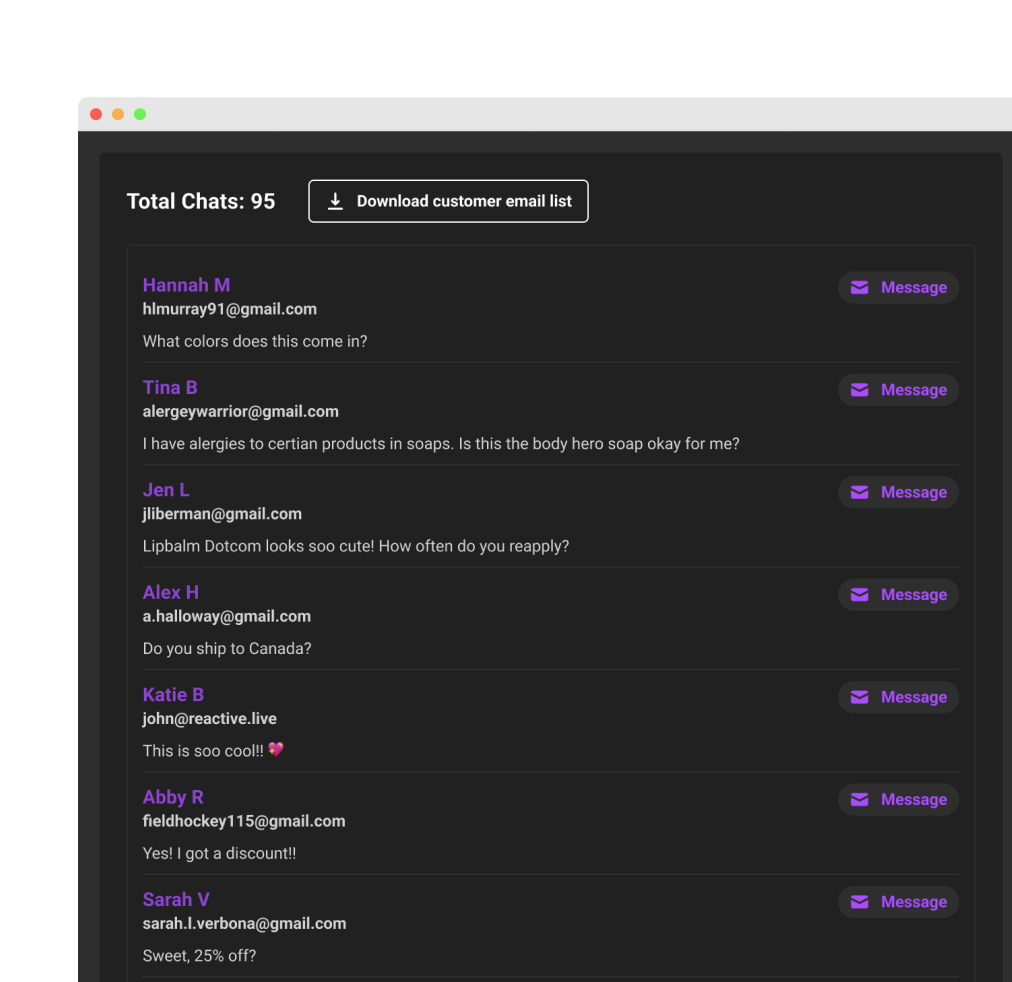 Total Chats: 95
Download customer email list
Hannah M
Message
hlmurray91@gmail.com
What colors does this come in?
Tina B
Message
alergeywarrior@gmail.com
I have alergies to certian products in soaps. Is this the body hero soap okay for me?
Jen L
Message
jliberman@gmail.com
Lipbalm Dotcom looks soo cute! How often do you reapply?
Alex H
Message
a.halloway@gmail.com
Do you ship to Canada?
Katie B
Message
john@reactive.live
This is soo cool!! 💖
Abby R
Message
fieldhockey115@gmail.com
Yes! I got a discount!!
Sarah V
Message
sarah.l.verbona@gmail.com
Sweet, 25% off?